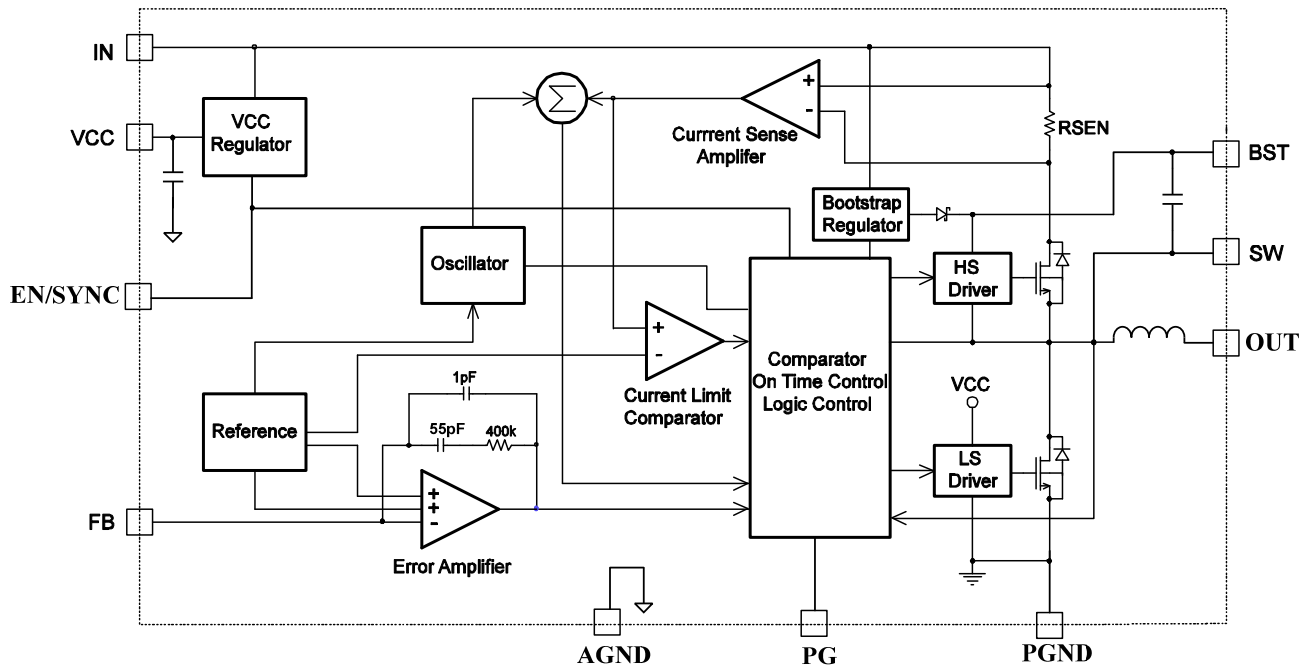 IN
VCC
Regulator
VCC
Σ
+
-
Currrent Sense
Amplifer
RSEN
BST
Bootstrap
Regulator
SW
Oscillator
HS
Driver
EN/SYNC
+
-
Current Limit
Comparator
Comparator
On Time Control
Logic Control
OUT
VCC
1pF
55pF
400k
Reference
LS
Driver
+
+
-
FB
Error Amplifier
AGND
PG
PGND